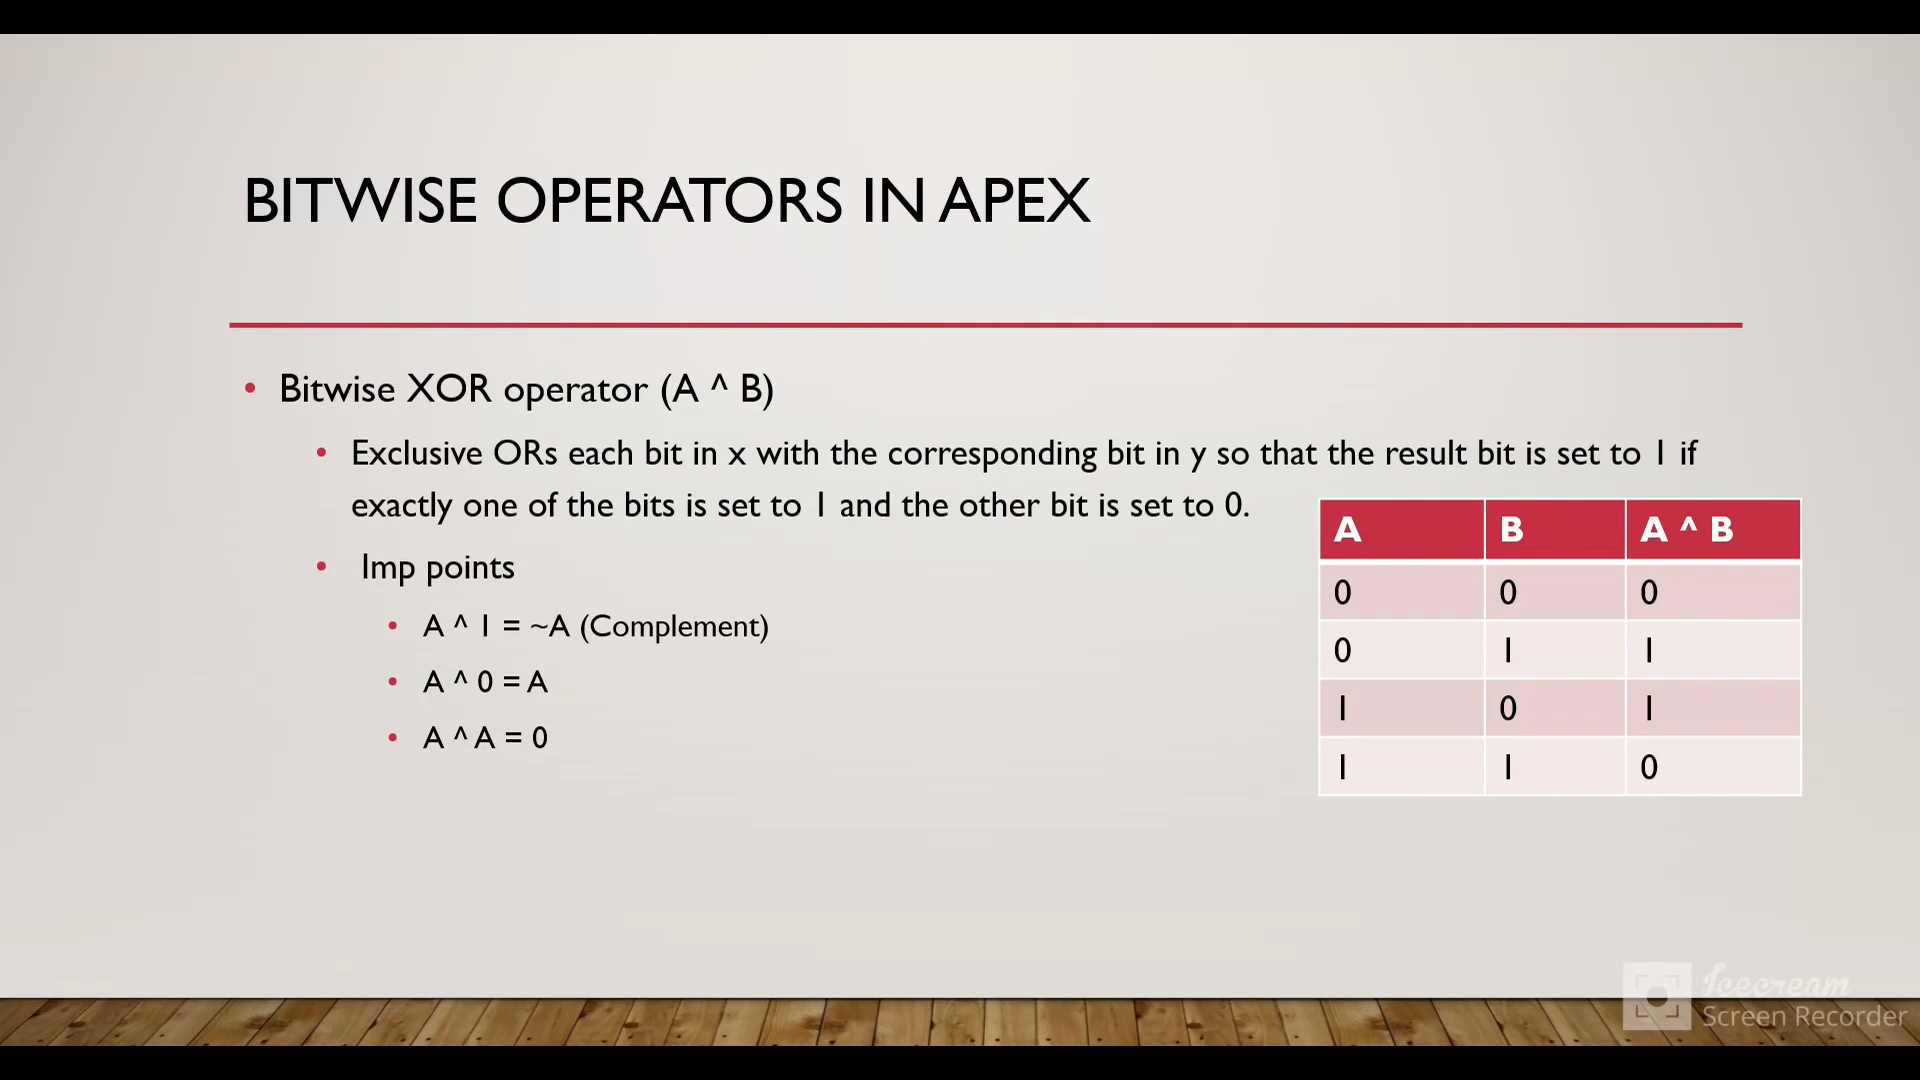 BITWISE OPERATORS IN APEX
• Bitwise XOR operator (A ^ B)
• Exclusive ORs each bit in x with the corresponding bit in y so that the result bit is set to 1 if
exactly one of the bits is set to 1 and the other bit is set to 0.
• Imp points
• A ^ 1 = ~A (Complement)
• A ^ 0 = A
• A ^ A = 0
A B A ^ B
0 0 0
0 1 1
1 0 1
1 1 0
Icecream
Screen Recorder